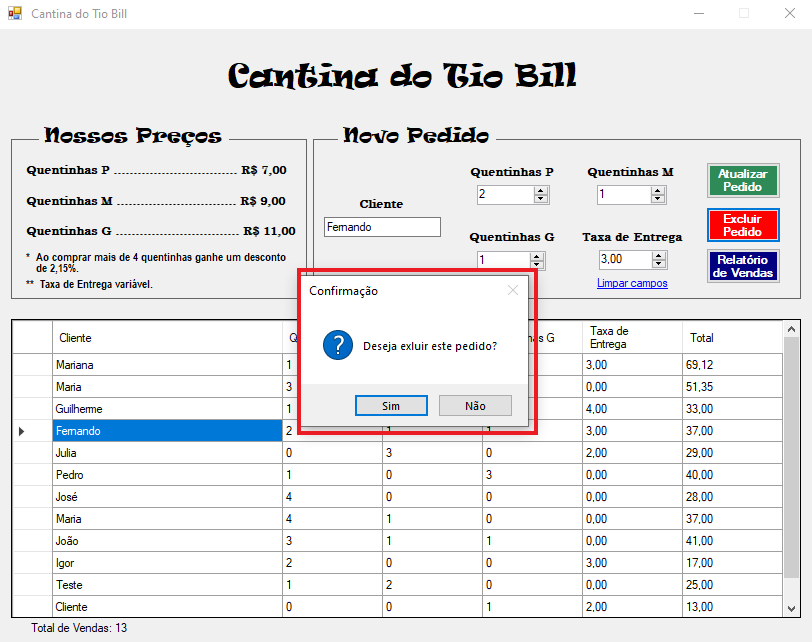 Cantina do Tio Bill
Cantina do Tio Bill
Nossos Preços
Quentinhas P ................................ R$ 7,00
Quentinhas M ............................... R$ 9,00
Quentinhas G ................................ R$ 11,00
* Ao comprar mais de 4 quentinhas ganhe um desconto
de 2,15%.
** Taxa de Entrega variável.
Novo Pedido
Cliente
Fernando
Quentinhas P
2
Quentinhas M
1
Quentinhas G
1
Taxa de Entrega
3,00
Limpar campos
Atualizar
Pedido
Excluir
Pedido
Relatório
de Vendas
Confirmação
Deseja exluir este pedido?
Sim Não
Cliente Q as G Taxa de Entrega Total
Mariana 1 3,00 69,12
Maria 3 0,00 51,35
Guilherme 1 4,00 33,00
Fernando 2 1 1 3,00 37,00
Julia 0 3 0 2,00 29,00
Pedro 1 0 3 0,00 40,00
José 4 0 0 0,00 28,00
Maria 4 1 0 0,00 37,00
João 3 1 1 0,00 41,00
Igor 2 0 0 3,00 17,00
Teste 1 2 0 0,00 25,00
Cliente 0 0 1 2,00 13,00
Total de Vendas: 13